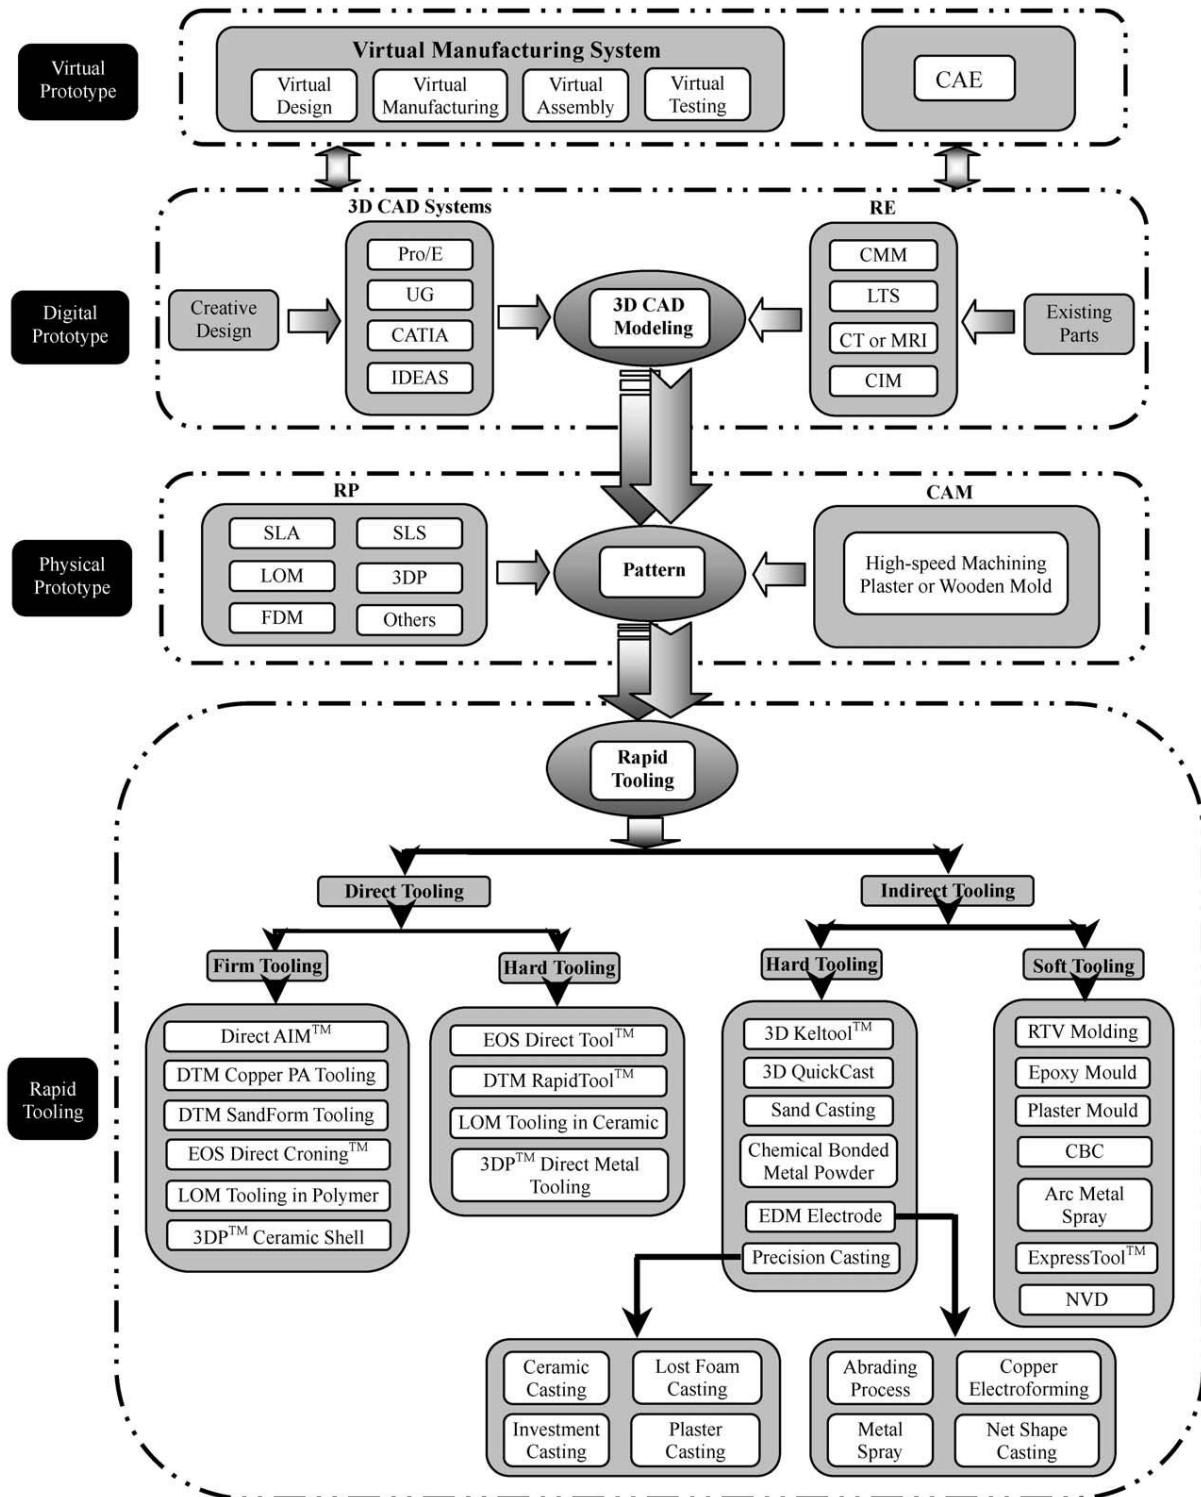 Virtual
Prototype
Virtual Manufacturing System
Virtual
Design
Virtual
Manufacturing
Virtual
Assembly
Virtual
Testing
CAE
Digital
Prototype
3D CAD Systems
RE
Creative
Design
Pro/E
UG
CATIA
IDEAS
3D CAD
Modeling
CMM
LTS
CT or MRI
CIM
Existing
Parts
Physical
Prototype
RP
CAM
SLA
SLS
LOM
3DP
FDM
Others
Pattern
High-speed Machining
Plaster or Wooden Mold
Rapid
Tooling
Rapid
Tooling
Direct Tooling
Indirect Tooling
Firm Tooling
Hard Tooling
Hard Tooling
Soft Tooling
Direct AIM™
DTM Copper PA Tooling
DTM SandForm Tooling
EOS Direct Croning™
LOM Tooling in Polymer
3DP™ Ceramic Shell
EOS Direct Tool™
DTM RapidTool™
LOM Tooling in Ceramic
3DP™ Direct Metal
Tooling
3D Keltool™
3D QuickCast
Sand Casting
Chemical Bonded
Metal Powder
EDM Electrode
Precision Casting
RTV Molding
Epoxy Mould
Plaster Mould
CBC
Arc Metal
Spray
ExpressTool™
NVD
Ceramic
Casting
Lost Foam
Casting
Investment
Casting
Plaster
Casting
Abrading
Process
Copper
Electroforming
Metal
Spray
Net Shape
Casting